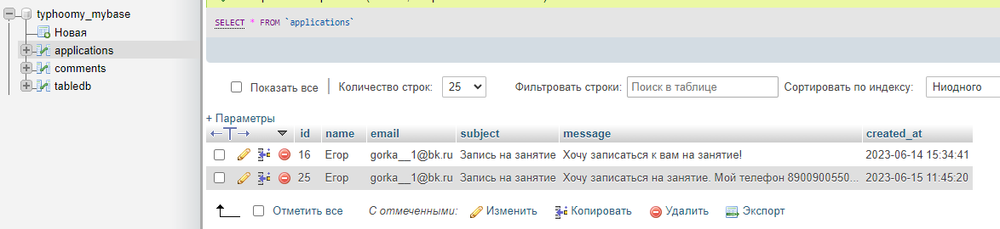 typhoomy_mybase
Новая
applications
comments
tabledb
SELECT * FROM `applications`
Показать все
Количество строк:
25
Фильтровать строки:
Поиск в таблице
Сортировать по индексу:
Ниодного
+ Параметры
id name email subject message created_at
16 Егор gorka__1@bk.ru Запись на занятие Хочу записаться к вам на занятие! 2023-06-14 15:34:41
25 Егор gorka__1@bk.ru Запись на занятие Хочу записаться на занятие. Мой телефон 8900900550... 2023-06-15 11:45:20
Отметить все С отмеченными: Изменить Копировать Удалить Экспорт